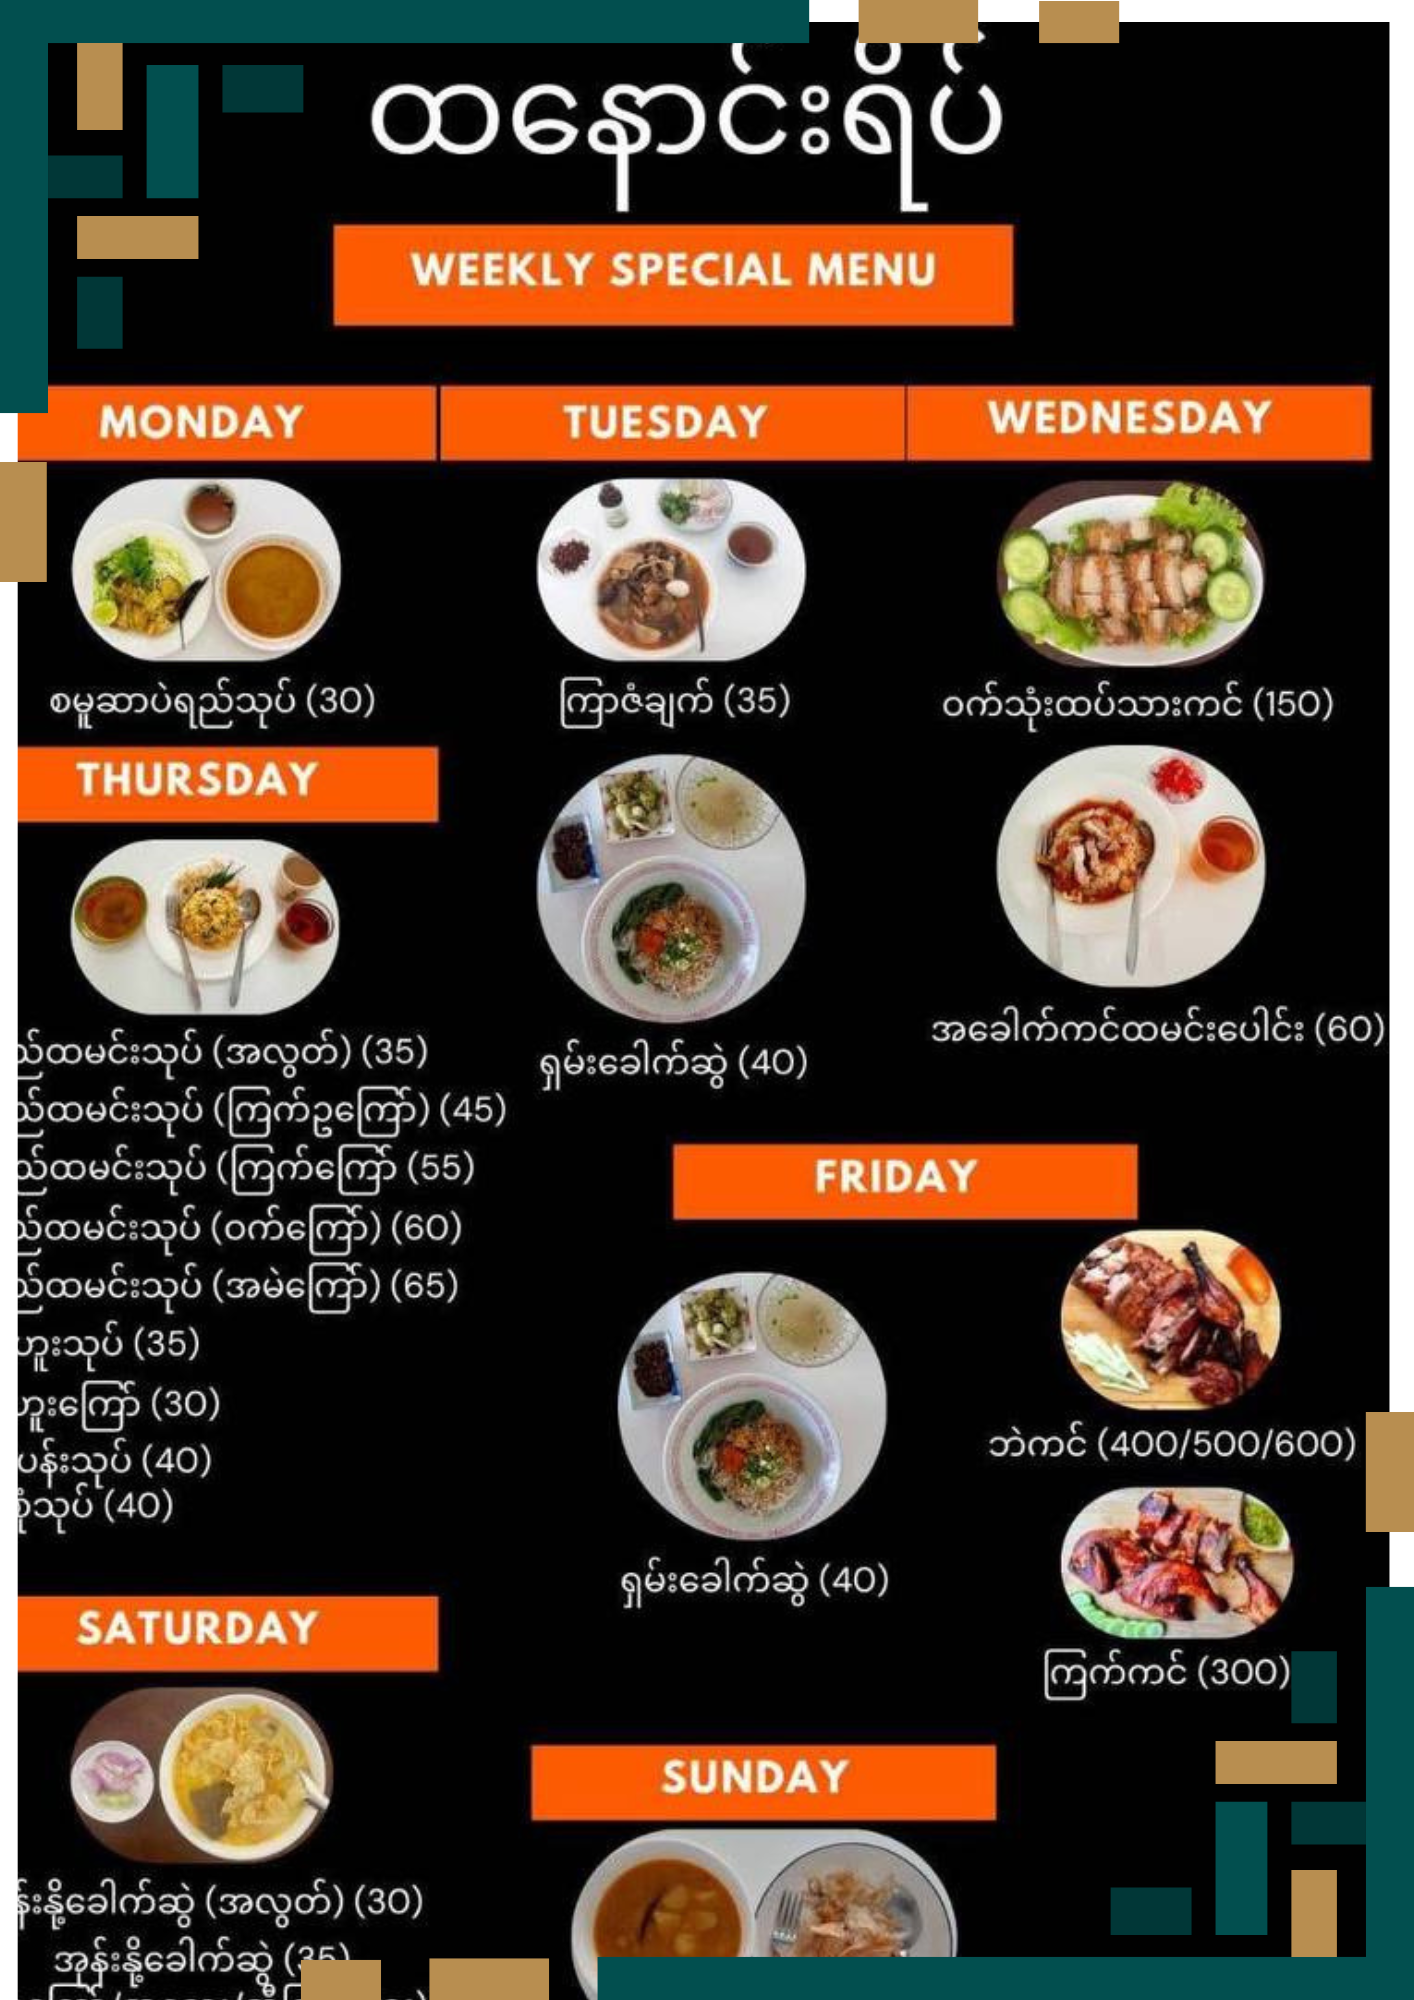 ထနောင်းရိပ်
WEEKLY SPECIAL MENU
MONDAY
စမူဆာပဲရည်သုပ် (30)
TUESDAY
ကြာဇံချက် (35)
ရှမ်းခေါက်ဆွဲ (40)
WEDNESDAY
ဝက်သုံးထပ်သားကင် (150)
အခေါက်ကင်ထမင်းပေါင်း (60)
THURSDAY
ည်ထမင်းသုပ် (အလွတ်) (35)
ည်ထမင်းသုပ် (ကြက်ဥကြော်) (45)
ည်ထမင်းသုပ် (ကြက်ကြော် (55)
ည်ထမင်းသုပ် (ဝက်ကြော်) (60)
ည်ထမင်းသုပ် (အမဲကြော်) (65)
ဟူးသုပ် (35)
ဟူးကြော် (30)
ပန်းသုပ် (40)
သုပ် (40)
FRIDAY
ရှမ်းခေါက်ဆွဲ (40)
ဘဲကင် (400/500/600)
ကြက်ကင် (300)
SATURDAY
န်းနို့ခေါက်ဆွဲ (အလွတ်) (30)
အုန်းနို့ခေါက်ဆွဲ (35)
SUNDAY